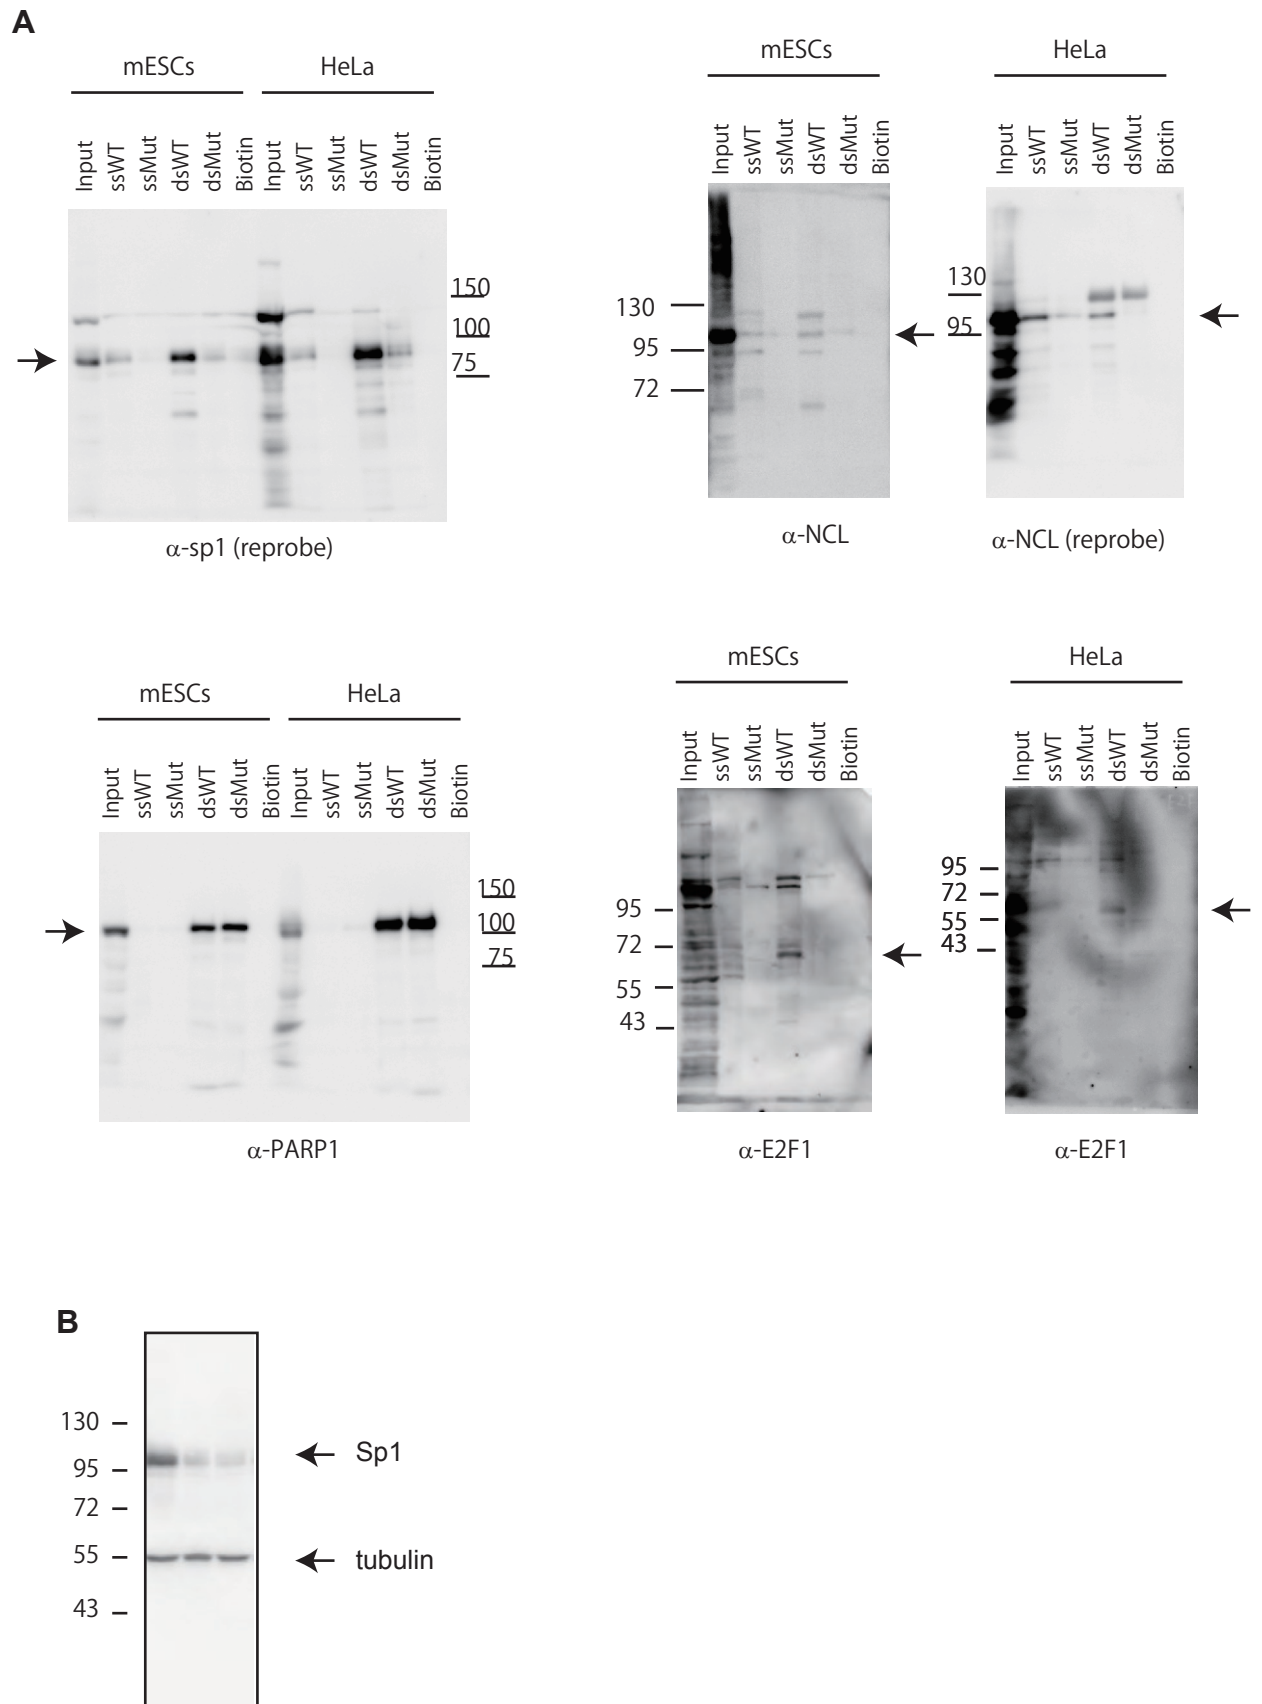 A
mESCs HeLa
Input ssWT ssMut dsWT dsMut Biotin Input ssWT ssMut dsWT dsMut Biotin
150
100
75
α-sp1 (reprobe)
mESCs
Input ssWT ssMut dsWT dsMut Biotin
130
95
72
α-NCL
HeLa
Input ssWT ssMut dsWT dsMut Biotin
130
95
α-NCL (reprobe)
mESCs HeLa
Input ssWT ssMut dsWT dsMut Biotin Input ssWT ssMut dsWT dsMut Biotin
150
100
75
α-PARP1
mESCs
Input ssWT ssMut dsWT dsMut Biotin
95
72
55
43
α-E2F1
HeLa
Input ssWT ssMut dsWT dsMut Biotin
95
72
55
43
α-E2F1
B
130
95
72
55
43
Sp1
tubulin